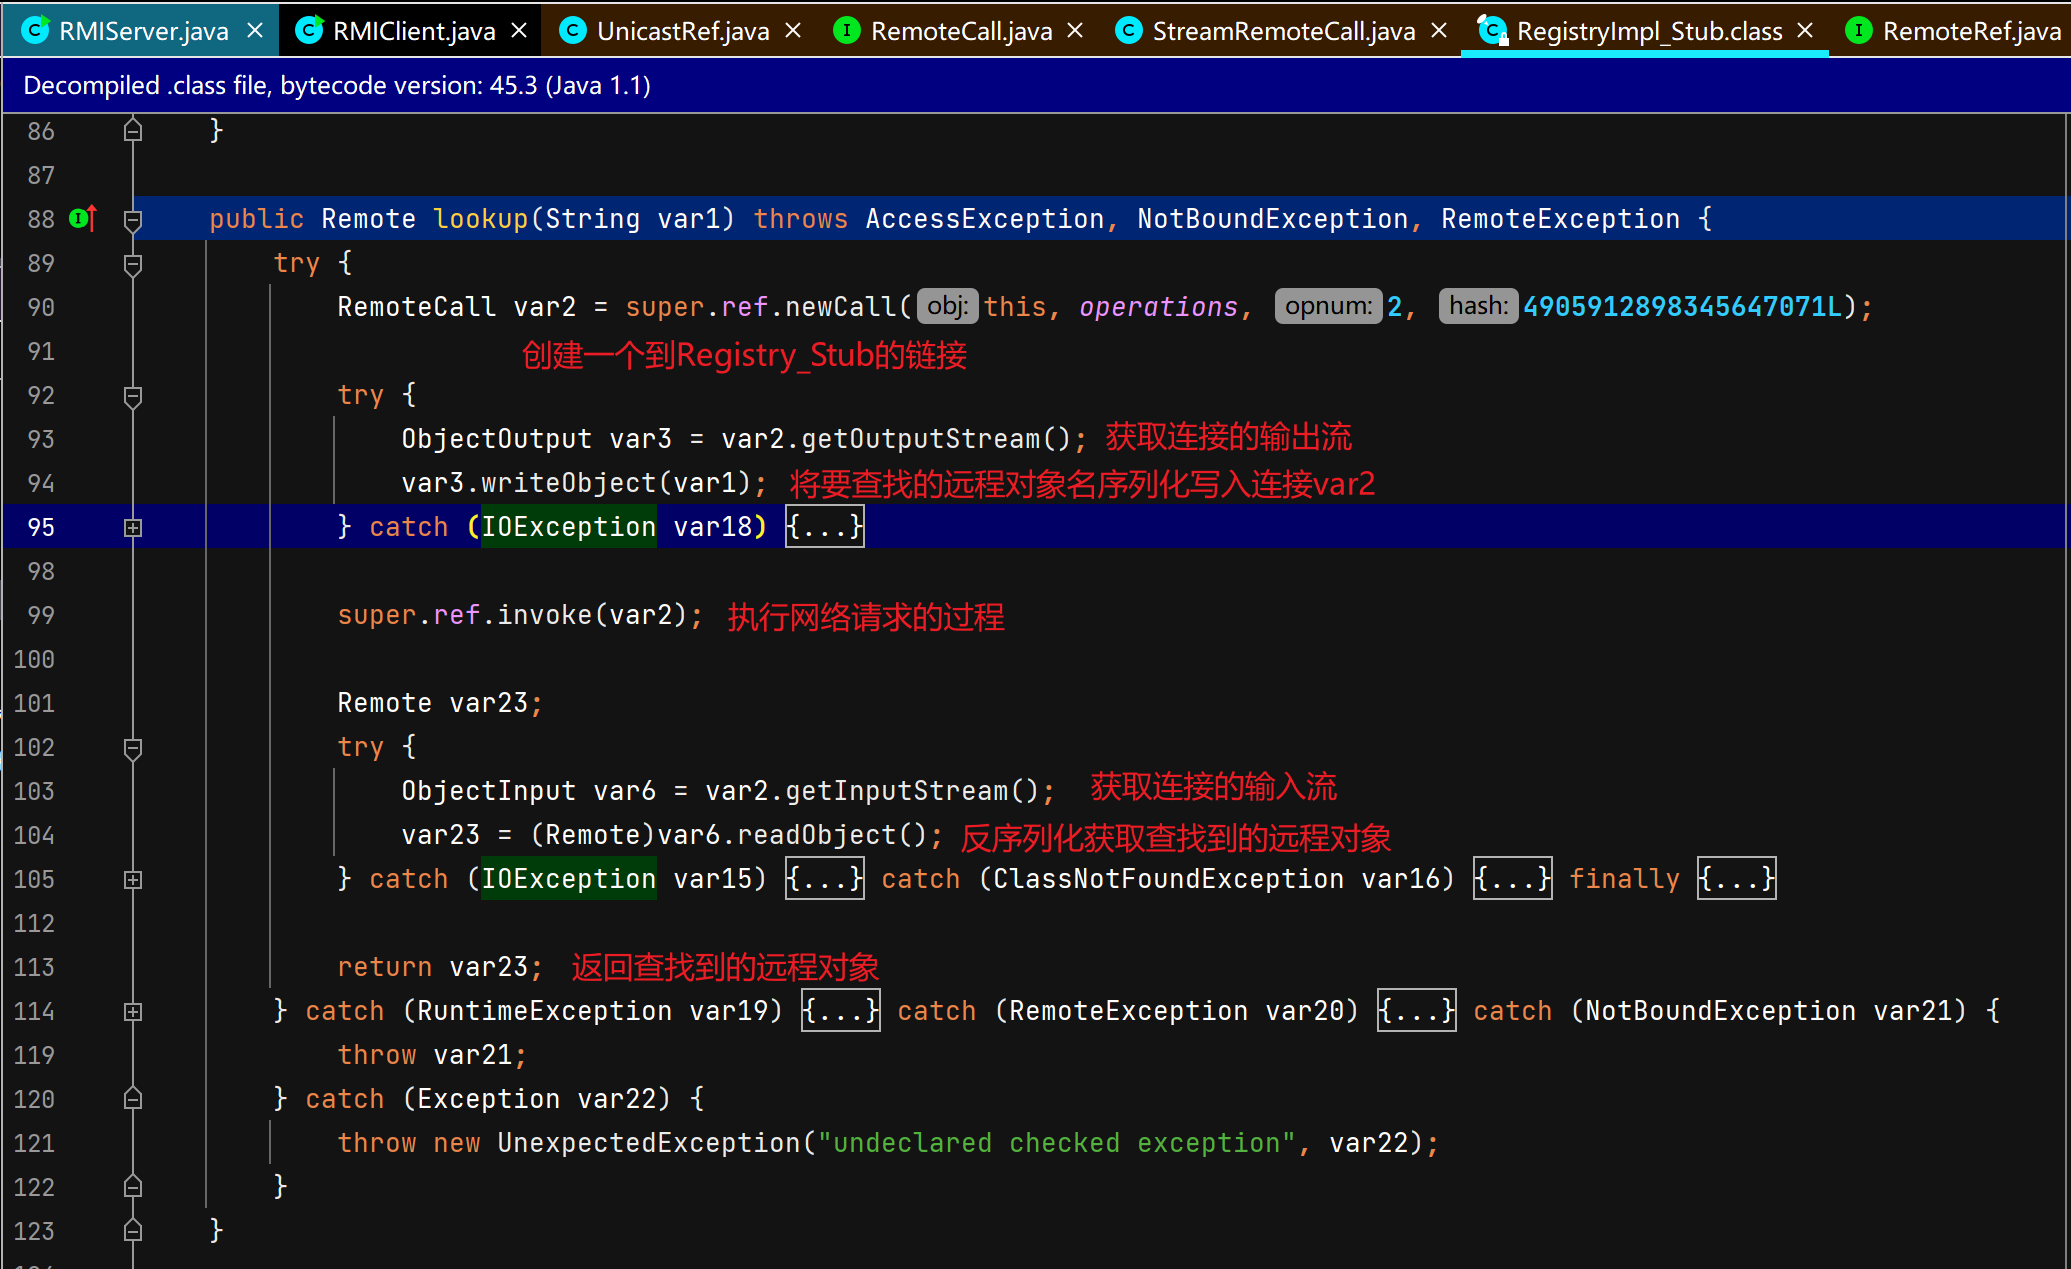 RMIServer.java RMIClient.java UnicastRef.java RemoteCall.java StreamRemoteCall.java RegistryImpl_Stub.class RemoteRef.java
Decompiled .class file, bytecode version: 45.3 (Java 1.1)
86 }
87
88 public Remote lookup(String var1) throws AccessException, NotBoundException, RemoteException {
89 try {
90 RemoteCall var2 = super.ref.newCall( obj: this, operations, opnum: 2, hash: 4905912898345647071L);
91 创建一个到Registry_Stub的链接
92 try {
93 ObjectOutput var3 = var2.getOutputStream(); 获取连接的输出流
94 var3.writeObject(var1); 将要查找的远程对象名序列化写入连接var2
95 } catch (IOException var18) {...}
98
99 super.ref.invoke(var2); 执行网络请求的过程
100
101 Remote var23;
102 try {
103 ObjectInput var6 = var2.getInputStream(); 获取连接的输入流
104 var23 = (Remote)var6.readObject(); 反序列化获取查找到的远程对象
105 } catch (IOException var15) {...} catch (ClassNotFoundException var16) {...} finally {...}
112
113 return var23; 返回查找到的远程对象
114 } catch (RuntimeException var19) {...} catch (RemoteException var20) {...} catch (NotBoundException var21) {
119 throw var21;
120 } catch (Exception var22) {
121 throw new UnexpectedException("undeclared checked exception", var22);
122 }
123 }